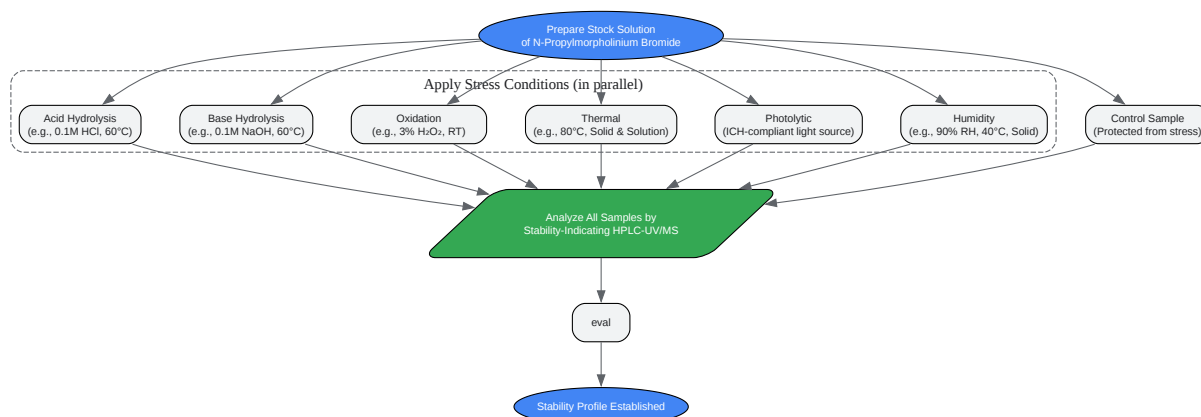 Prepare Stock Solution
of N-Propylmorpholinium Bromide
Apply Stress Conditions (in parallel)
Acid Hydrolysis
(e.g., 0.1M HCl, 60°C)
Base Hydrolysis
(e.g., 0.1M NaOH, 60°C)
Oxidation
(e.g., 3% H₂O₂, RT)
Thermal
(e.g., 80°C, Solid & Solution)
Photolytic
(ICH-compliant light source)
Humidity
(e.g., 90% RH, 40°C, Solid)
Control Sample
(Protected from stress)
Analyze All Samples by
Stability-Indicating HPLC-UV/MS
eval
Stability Profile Established